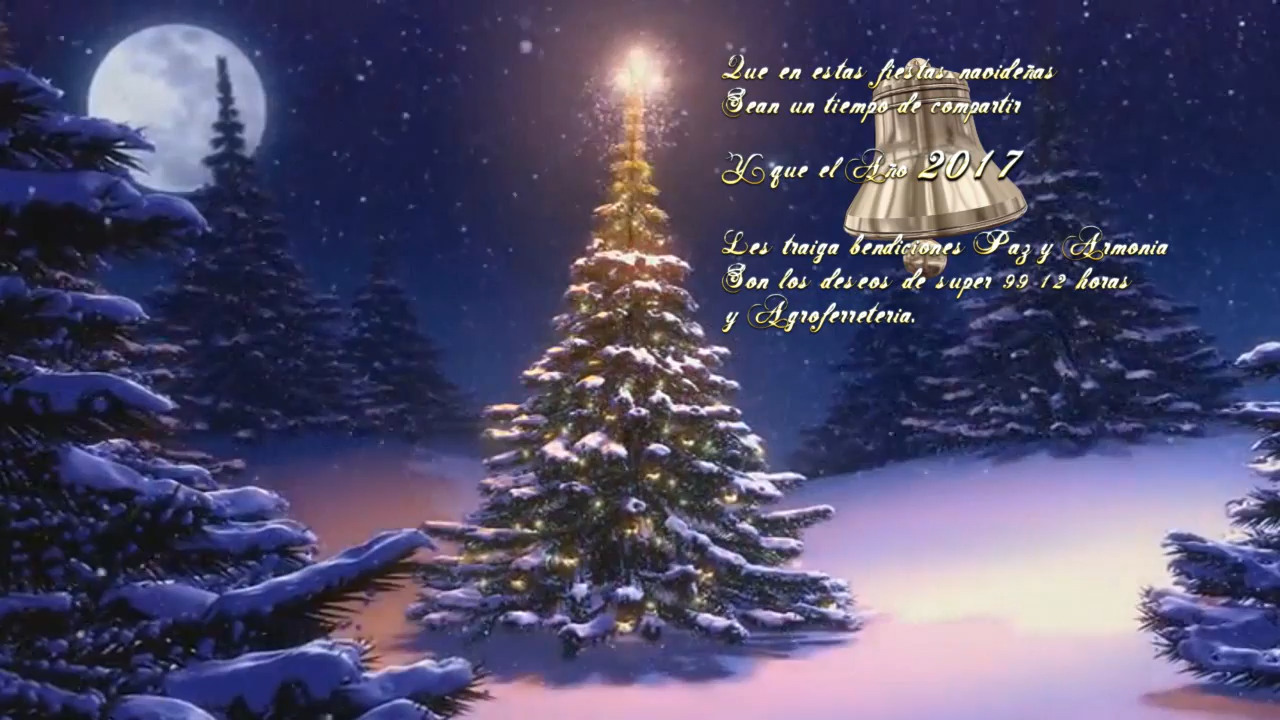 Que en estas fiestas navideñas
Sean un tiempo de compartir
Y que el Año 2017
Les traiga bendiciones Paz y Armonia
Son los deseos de super 99 12 horas
y Agroferreteria.